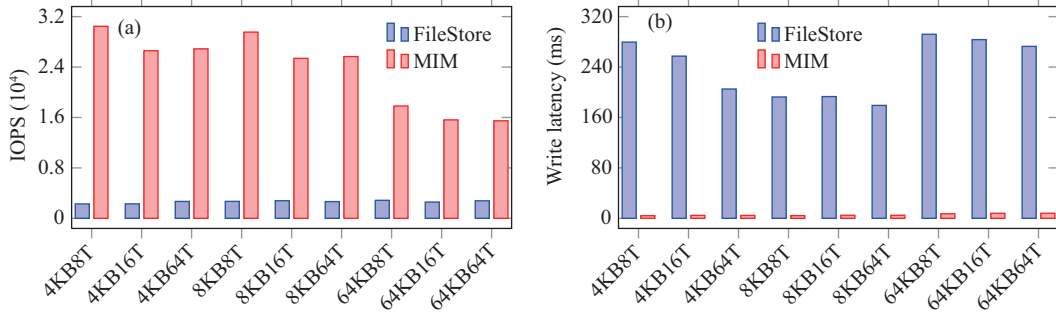 (a)
IOPS (10⁴)
3.2
2.4
1.6
0.8
0
FileStore
MIM
4KB8T
4KB16T
4KB64T
8KB8T
8KB16T
8KB64T
64KB8T
64KB16T
64KB64T
(b)
Write latency (ms)
320
240
160
80
0
FileStore
MIM
4KB8T
4KB16T
4KB64T
8KB8T
8KB16T
8KB64T
64KB8T
64KB16T
64KB64T